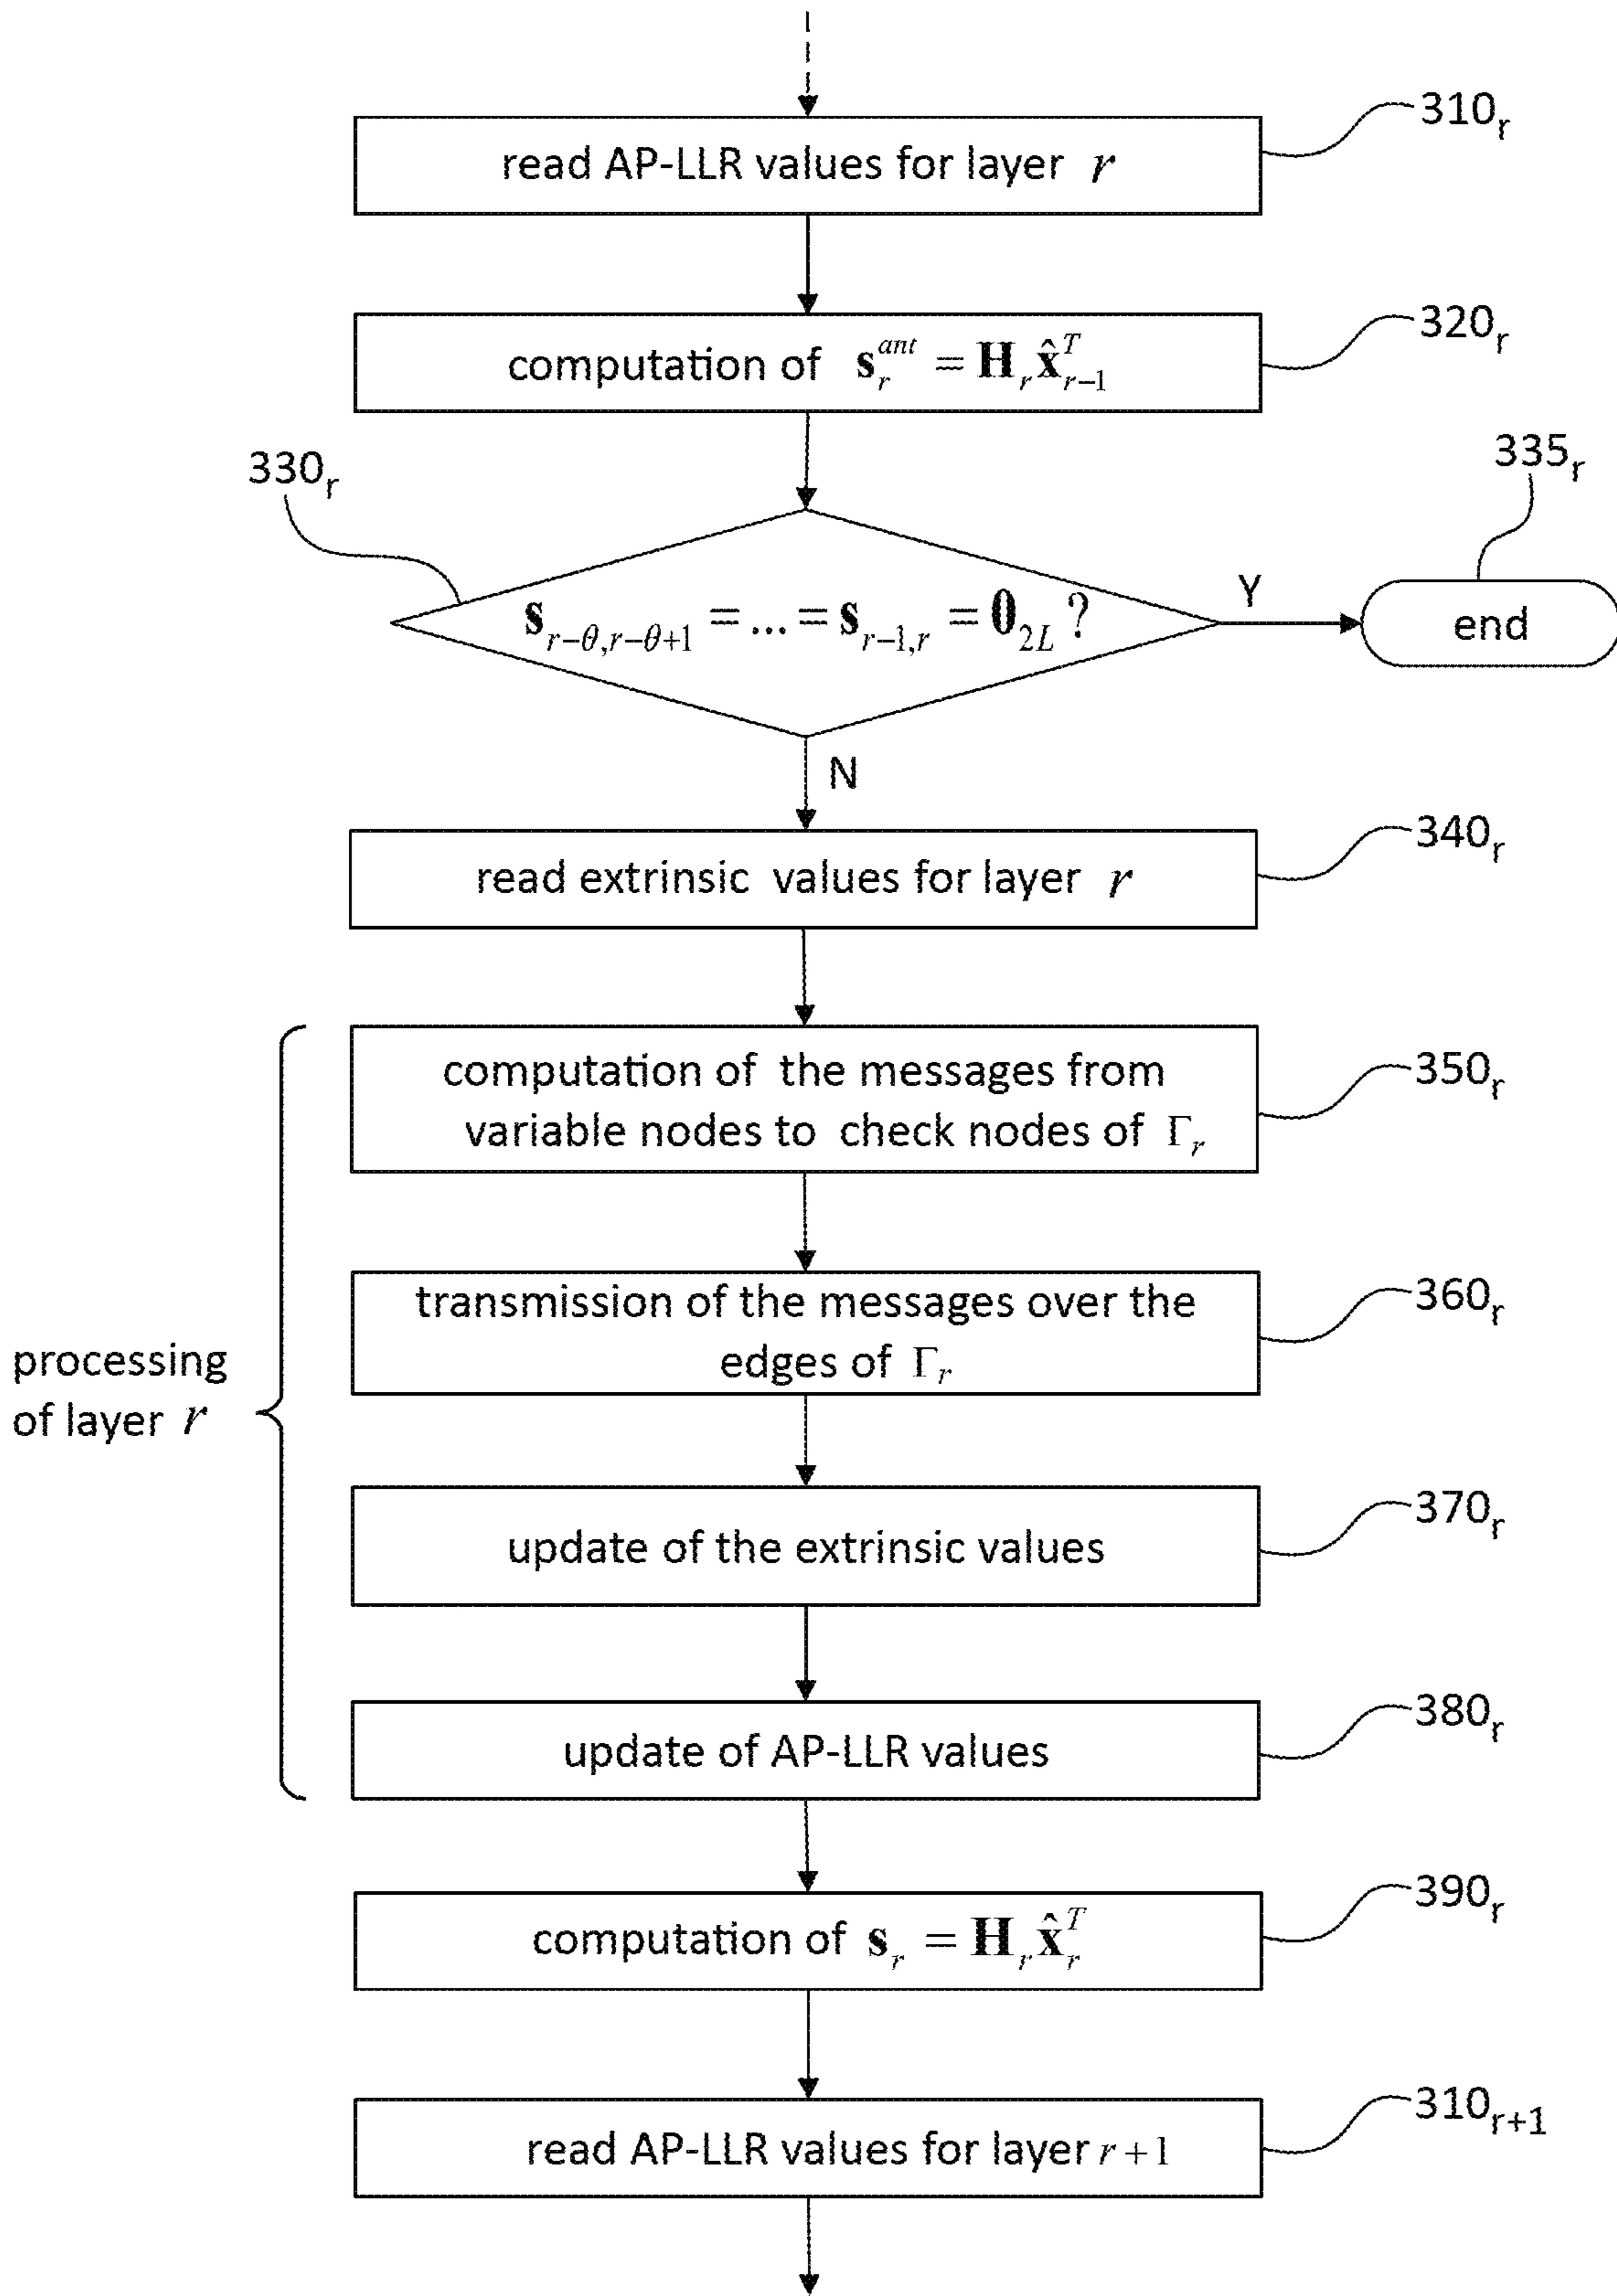 310r
read AP-LLR values for layer r
320r
computation of s_r^{ant} = H_r x̂_{r-1}^T
330r
335r
s_{r-θ,r-θ+1} = ... = s_{r-1,r} = 0_{2L} ?
Y
end
N
340r
read extrinsic values for layer r
350r
computation of the messages from
variable nodes to check nodes of Γ_r
360r
transmission of the messages over the
edges of Γ_r
processing
of layer r
370r
update of the extrinsic values
380r
update of AP-LLR values
390r
computation of s_r = H_r x̂_r^T
310r+1
read AP-LLR values for layer r+1